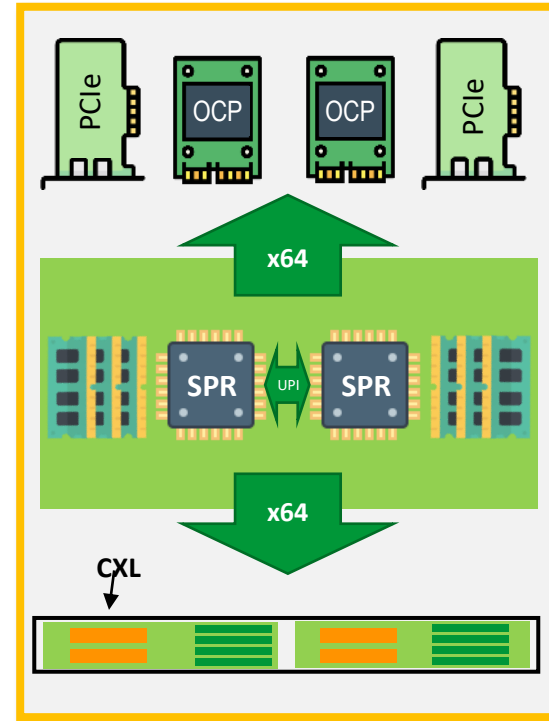 PCIe
OCP
OCP
PCIe
x64
SPR
UPI
SPR
x64
CXL